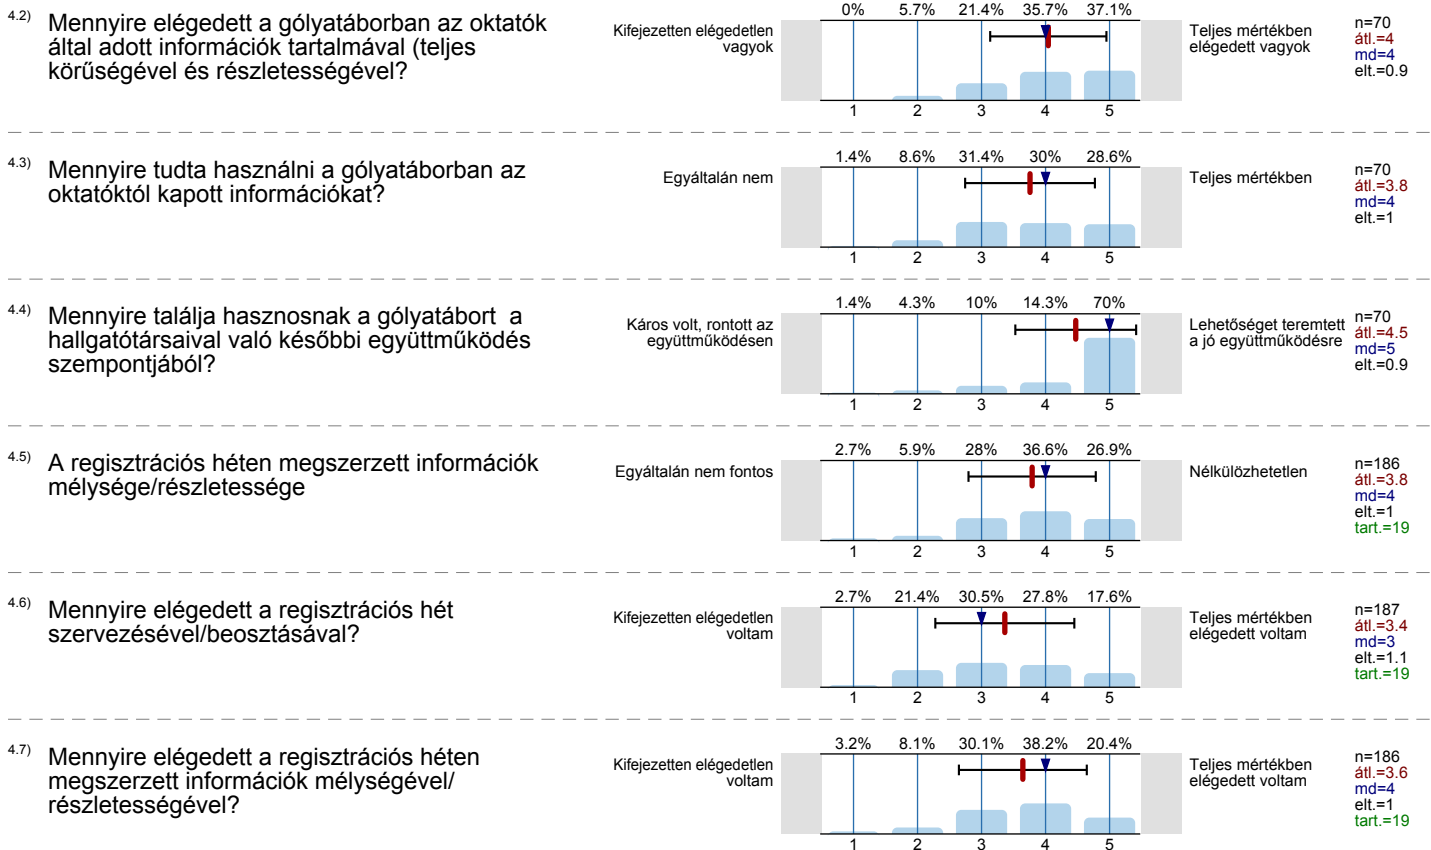 4.2) Mennyire elégedett a gólyatáborban az oktatók
által adott információk tartalmával (teljes
körűségével és részletességével?
Kifejezetten elégedetlen
vagyok
0% 5.7% 21.4% 35.7% 37.1%
1 2 3 4 5
Teljes mértékben
elégedett vagyok
n=70
átl.=4
md=4
elt.=0.9
4.3) Mennyire tudta használni a gólyatáborban az
oktatóktól kapott információkat?
Egyáltalán nem
1.4% 8.6% 31.4% 30% 28.6%
1 2 3 4 5
Teljes mértékben
n=70
átl.=3.8
md=4
elt.=1
4.4) Mennyire találja hasznosnak a gólyatábort a
hallgatótársaival való későbbi együttműködés
szempontjából?
Káros volt, rontott az
együttműködésen
1.4% 4.3% 10% 14.3% 70%
1 2 3 4 5
Lehetőséget teremtett
a jó együttműködésre
n=70
átl.=4.5
md=5
elt.=0.9
4.5) A regisztrációs héten megszerzett információk
mélysége/részletessége
Egyáltalán nem fontos
2.7% 5.9% 28% 36.6% 26.9%
1 2 3 4 5
Nélkülözhetetlen
n=186
átl.=3.8
md=4
elt.=1
tart.=19
4.6) Mennyire elégedett a regisztrációs hét
szervezésével/beosztásával?
Kifejezetten elégedetlen
voltam
2.7% 21.4% 30.5% 27.8% 17.6%
1 2 3 4 5
Teljes mértékben
elégedett voltam
n=187
átl.=3.4
md=3
elt.=1.1
tart.=19
4.7) Mennyire elégedett a regisztrációs héten
megszerzett információk mélységével/
részletességével?
Kifejezetten elégedetlen
voltam
3.2% 8.1% 30.1% 38.2% 20.4%
1 2 3 4 5
Teljes mértékben
elégedett voltam
n=186
átl.=3.6
md=4
elt.=1
tart.=19